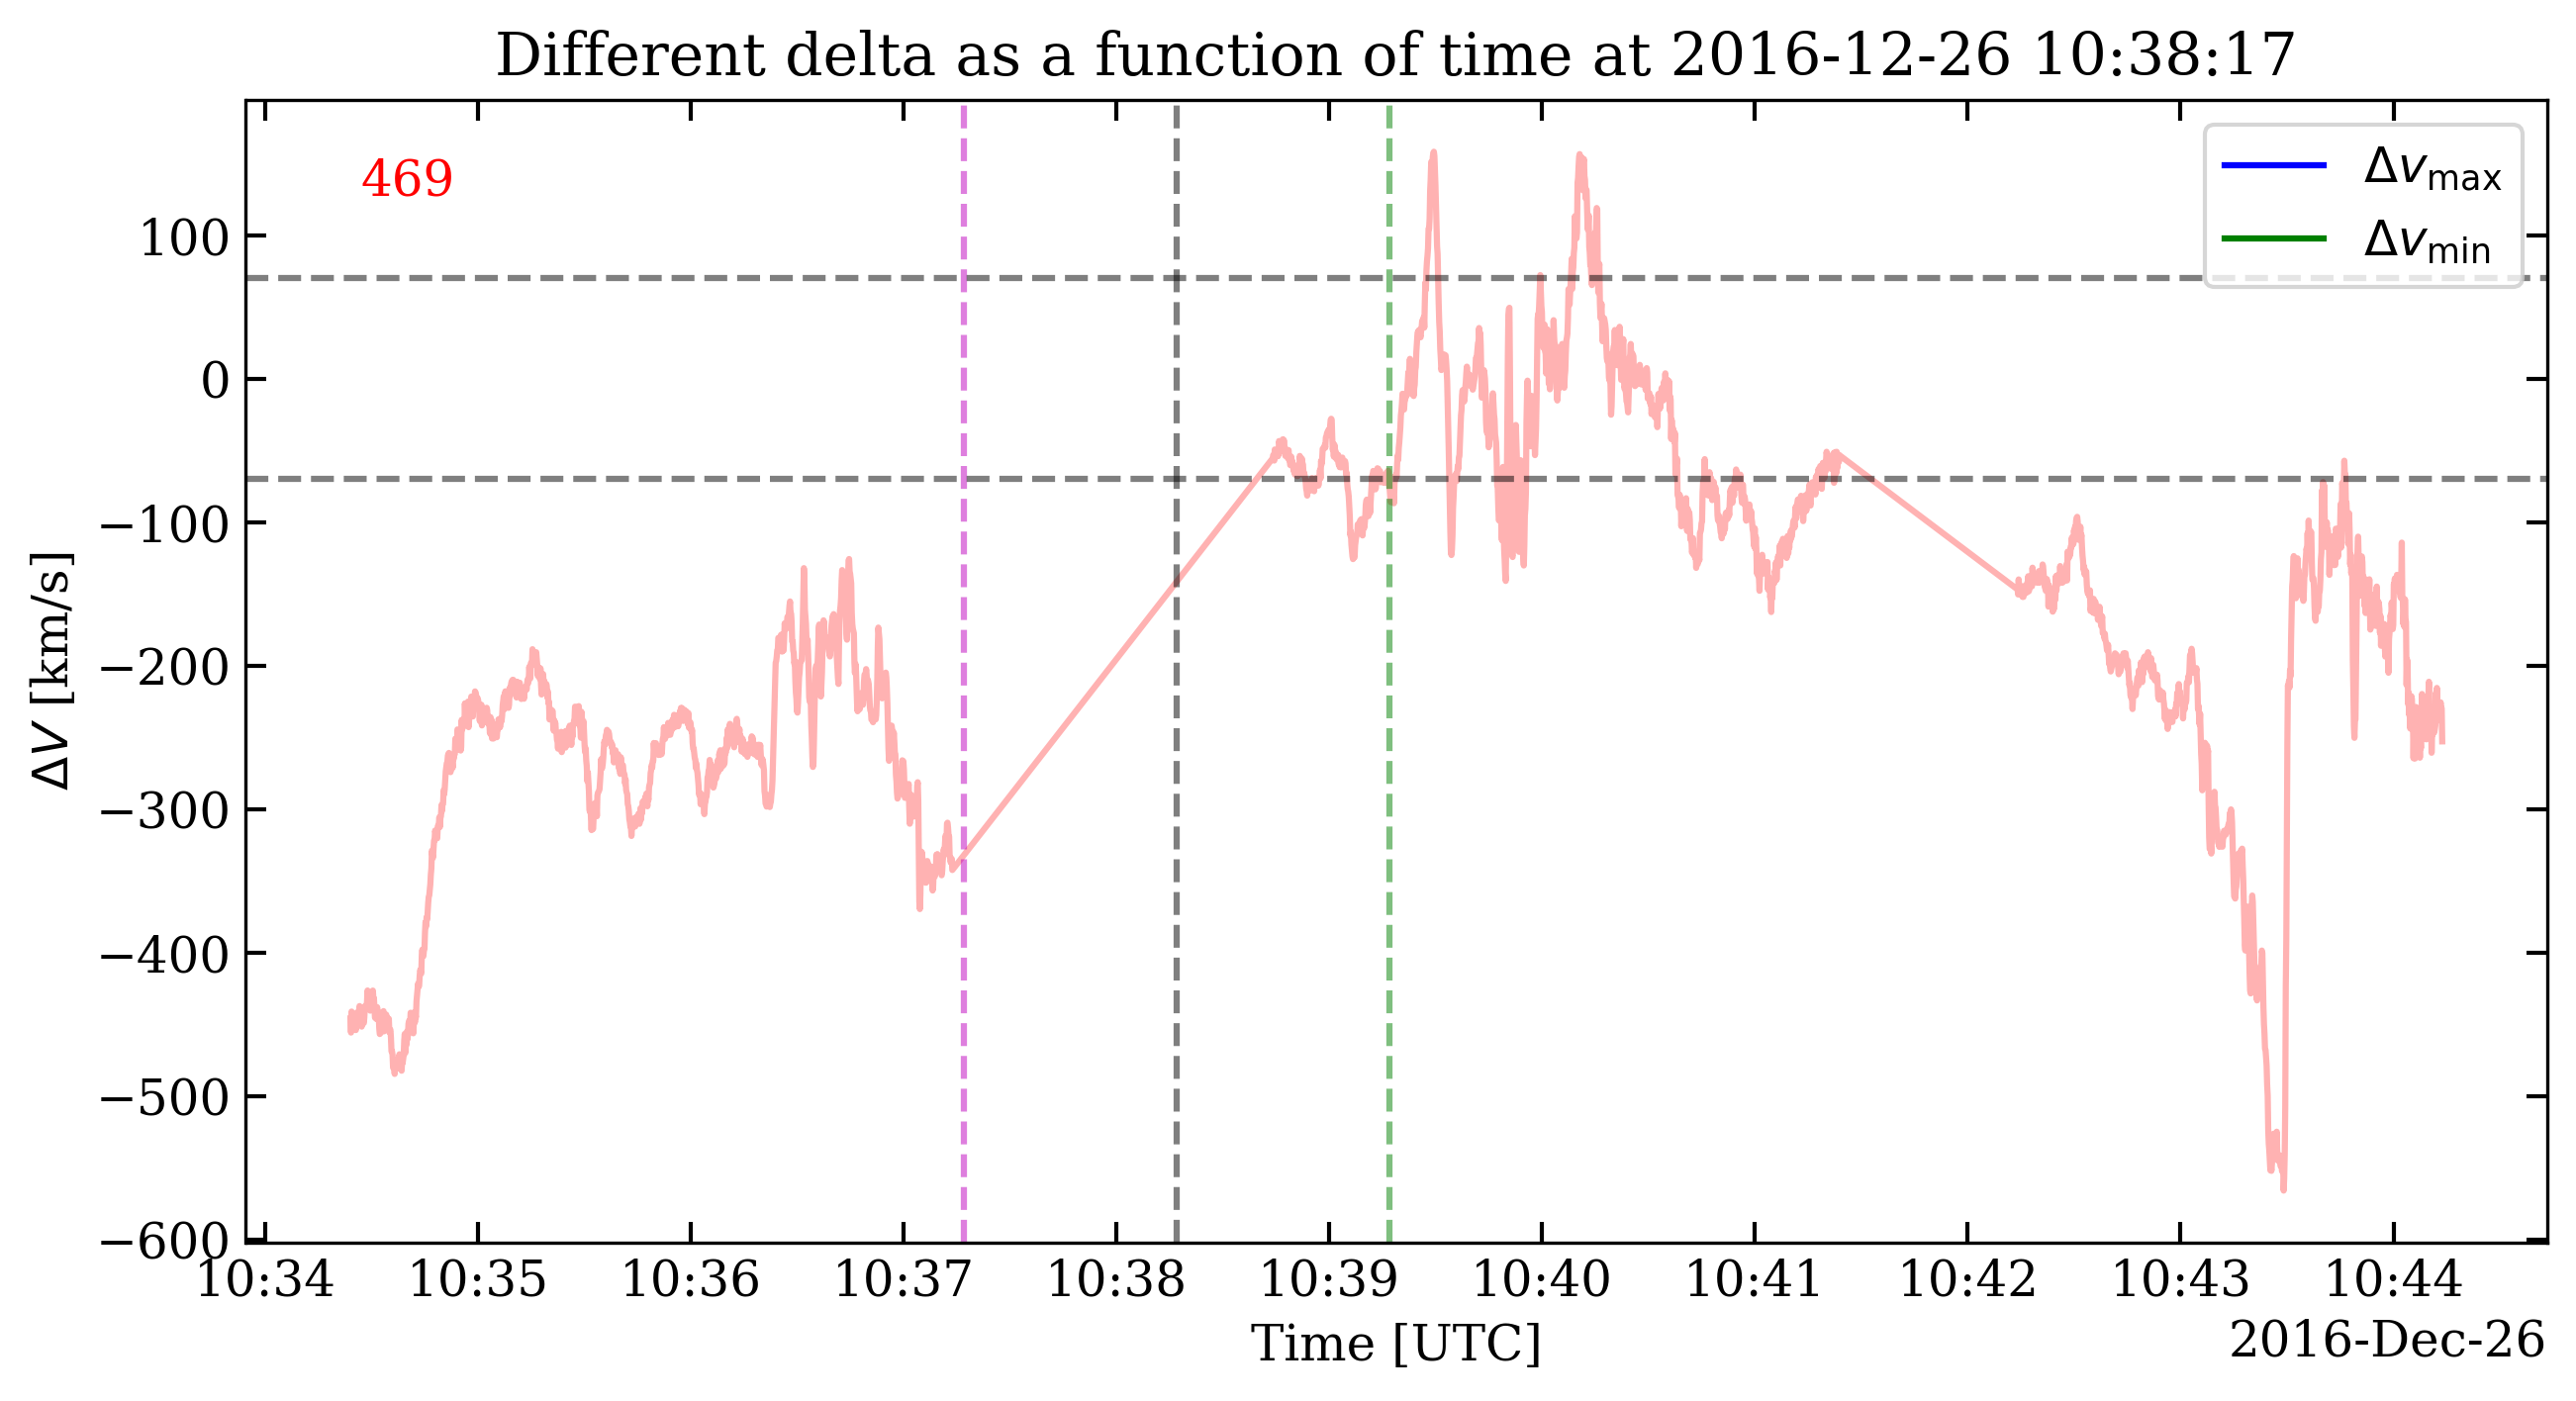 Different delta as a function of time at 2016-12-26 10:38:17
469
Δv_max
Δv_min
100
0
−100
−200
−300
−400
−500
−600
ΔV [km/s]
10:34 10:35 10:36 10:37 10:38 10:39 10:40 10:41 10:42 10:43 10:44
Time [UTC]
2016-Dec-26